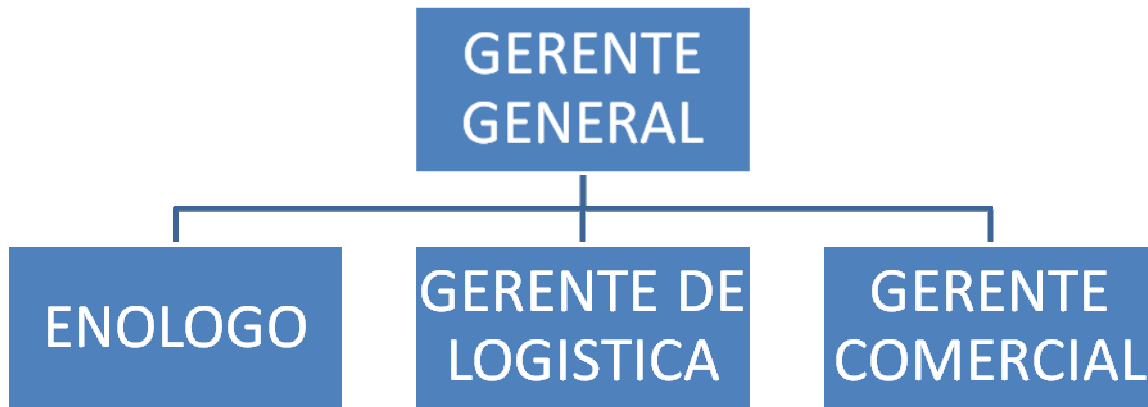 GERENTE
GENERAL
ENOLOGO
GERENTE DE
LOGISTICA
GERENTE
COMERCIAL